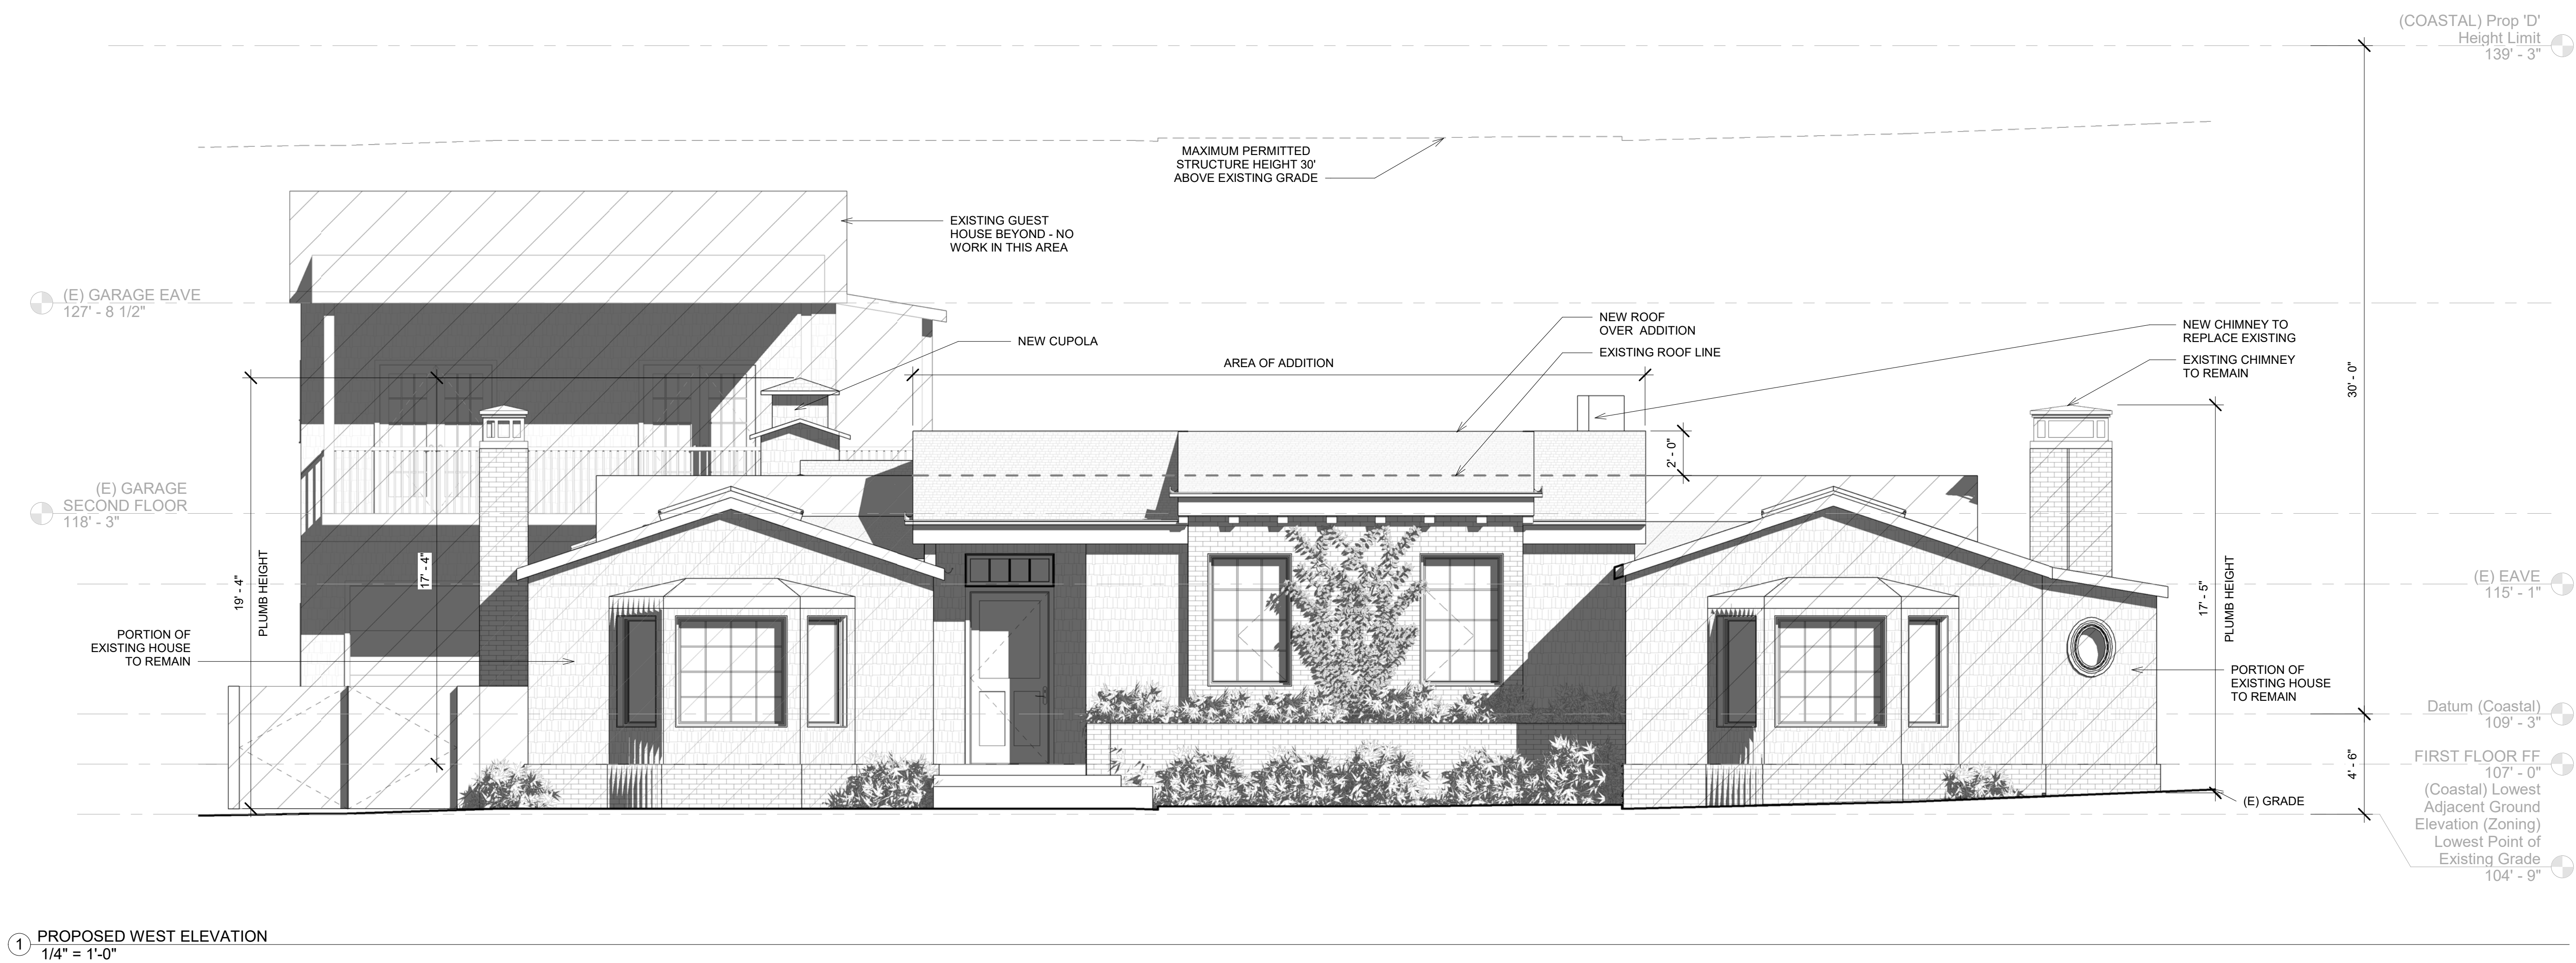 (COASTAL) Prop 'D'
Height Limit
139' - 3"
MAXIMUM PERMITTED
STRUCTURE HEIGHT 30'
ABOVE EXISTING GRADE
EXISTING GUEST
HOUSE BEYOND - NO
WORK IN THIS AREA
(E) GARAGE EAVE
127' - 8 1/2"
NEW CUPOLA
AREA OF ADDITION
NEW ROOF
OVER ADDITION
EXISTING ROOF LINE
NEW CHIMNEY TO
REPLACE EXISTING
EXISTING CHIMNEY
TO REMAIN
30' - 0"
2' - 0"
(E) GARAGE
SECOND FLOOR
118' - 3"
19' - 4"
PLUMB HEIGHT
17' - 4"
17' - 5"
PLUMB HEIGHT
(E) EAVE
115' - 1"
PORTION OF
EXISTING HOUSE
TO REMAIN
PORTION OF
EXISTING HOUSE
TO REMAIN
Datum (Coastal)
109' - 3"
4' - 6"
FIRST FLOOR FF
107' - 0"
(Coastal) Lowest
Adjacent Ground
Elevation (Zoning)
Lowest Point of
Existing Grade
104' - 9"
(E) GRADE
1 PROPOSED WEST ELEVATION
1/4" = 1'-0"